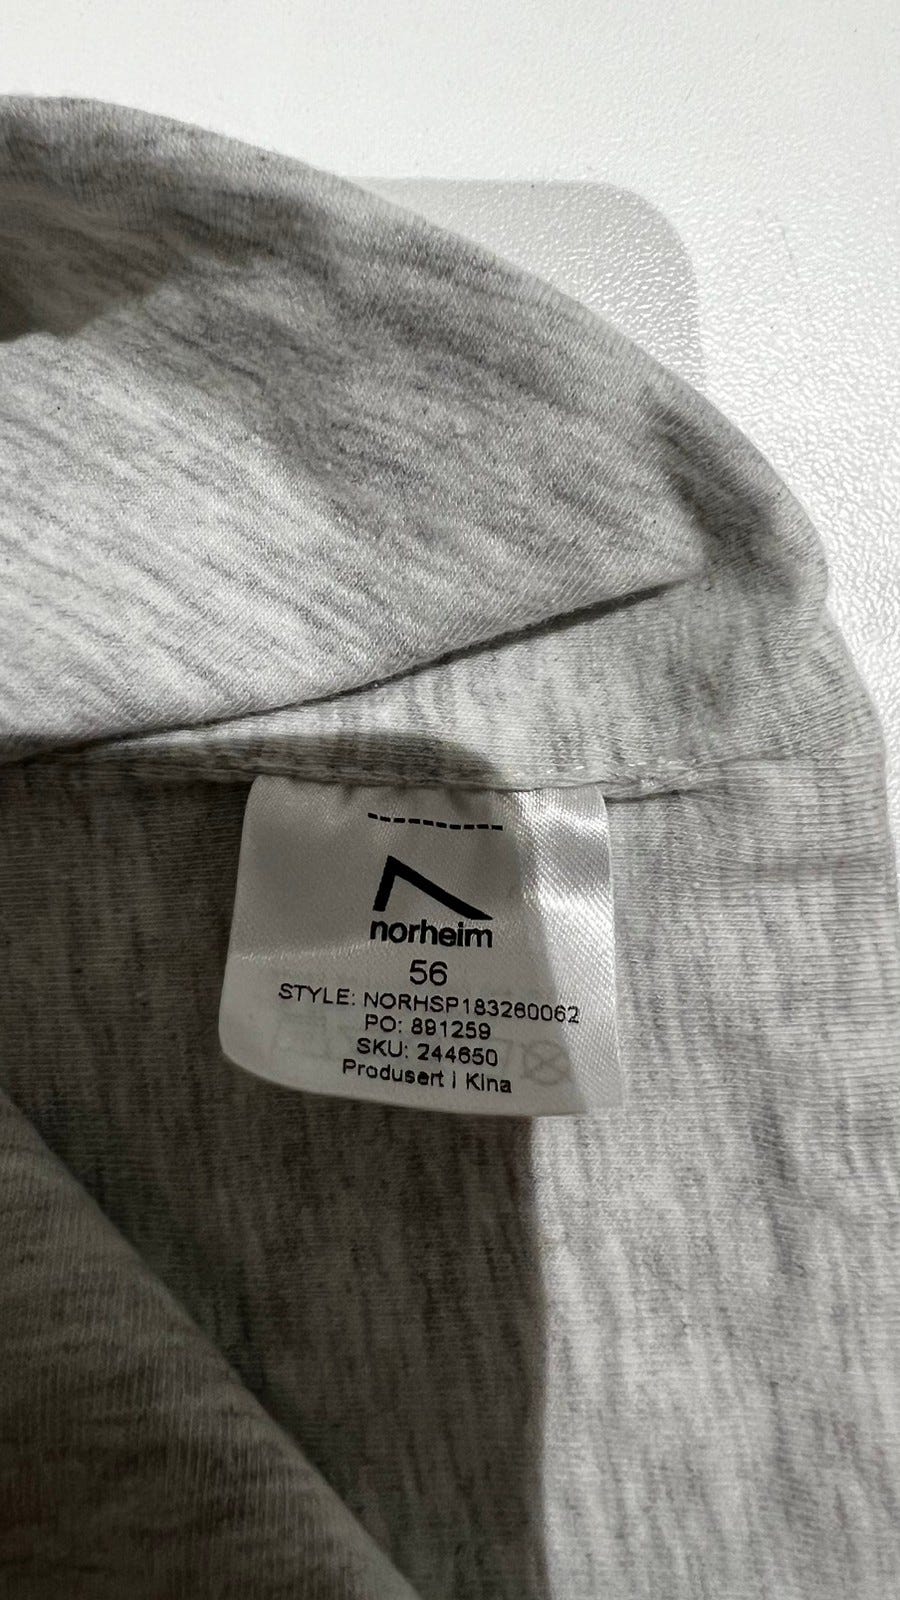 norheim
56
STYLE: NORHSP183260062
PO: 891259
SKU: 244650
Produsert i Kina